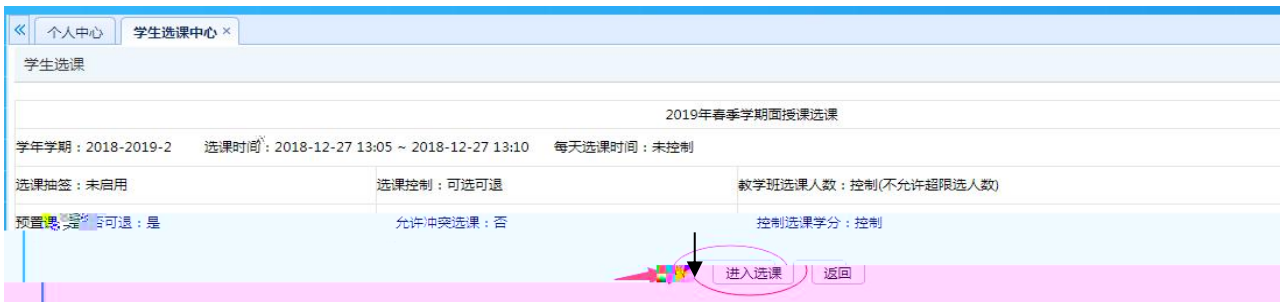 个人中心 学生选课中心
学生选课
2019年春季学期面授课选课
学年学期：2018-2019-2 选课时间：2018-12-27 13:05 ~ 2018-12-27 13:10 每天选课时间：未控制
选课抽签：未启用 选课控制：可选可退 教学班选课人数：控制(不允许超限选人数)
预置课 否可退：是 允许冲突选课：否 控制选课学分：控制
进入选课 返回